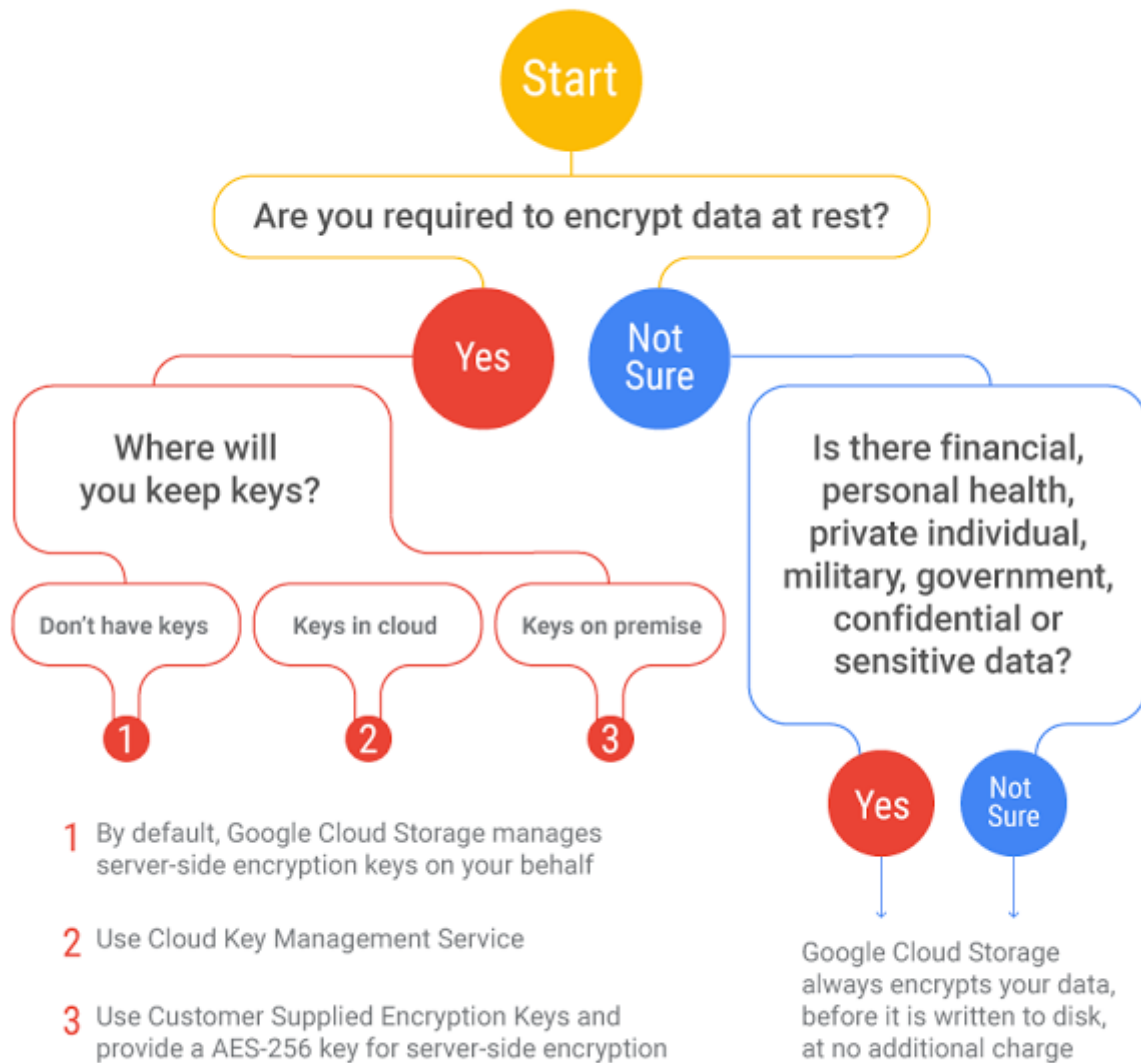 Start
Are you required to encrypt data at rest?
Yes
Not
Sure
Where will
you keep keys?
Don't have keys
Keys in cloud
Keys on premise
1
2
3
Is there financial,
personal health,
private individual,
military, government,
confidential or
sensitive data?
Yes
Not
Sure
1 By default, Google Cloud Storage manages
server-side encryption keys on your behalf
2 Use Cloud Key Management Service
3 Use Customer Supplied Encryption Keys and
provide a AES-256 key for server-side encryption
Google Cloud Storage
always encrypts your data,
before it is written to disk,
at no additional charge